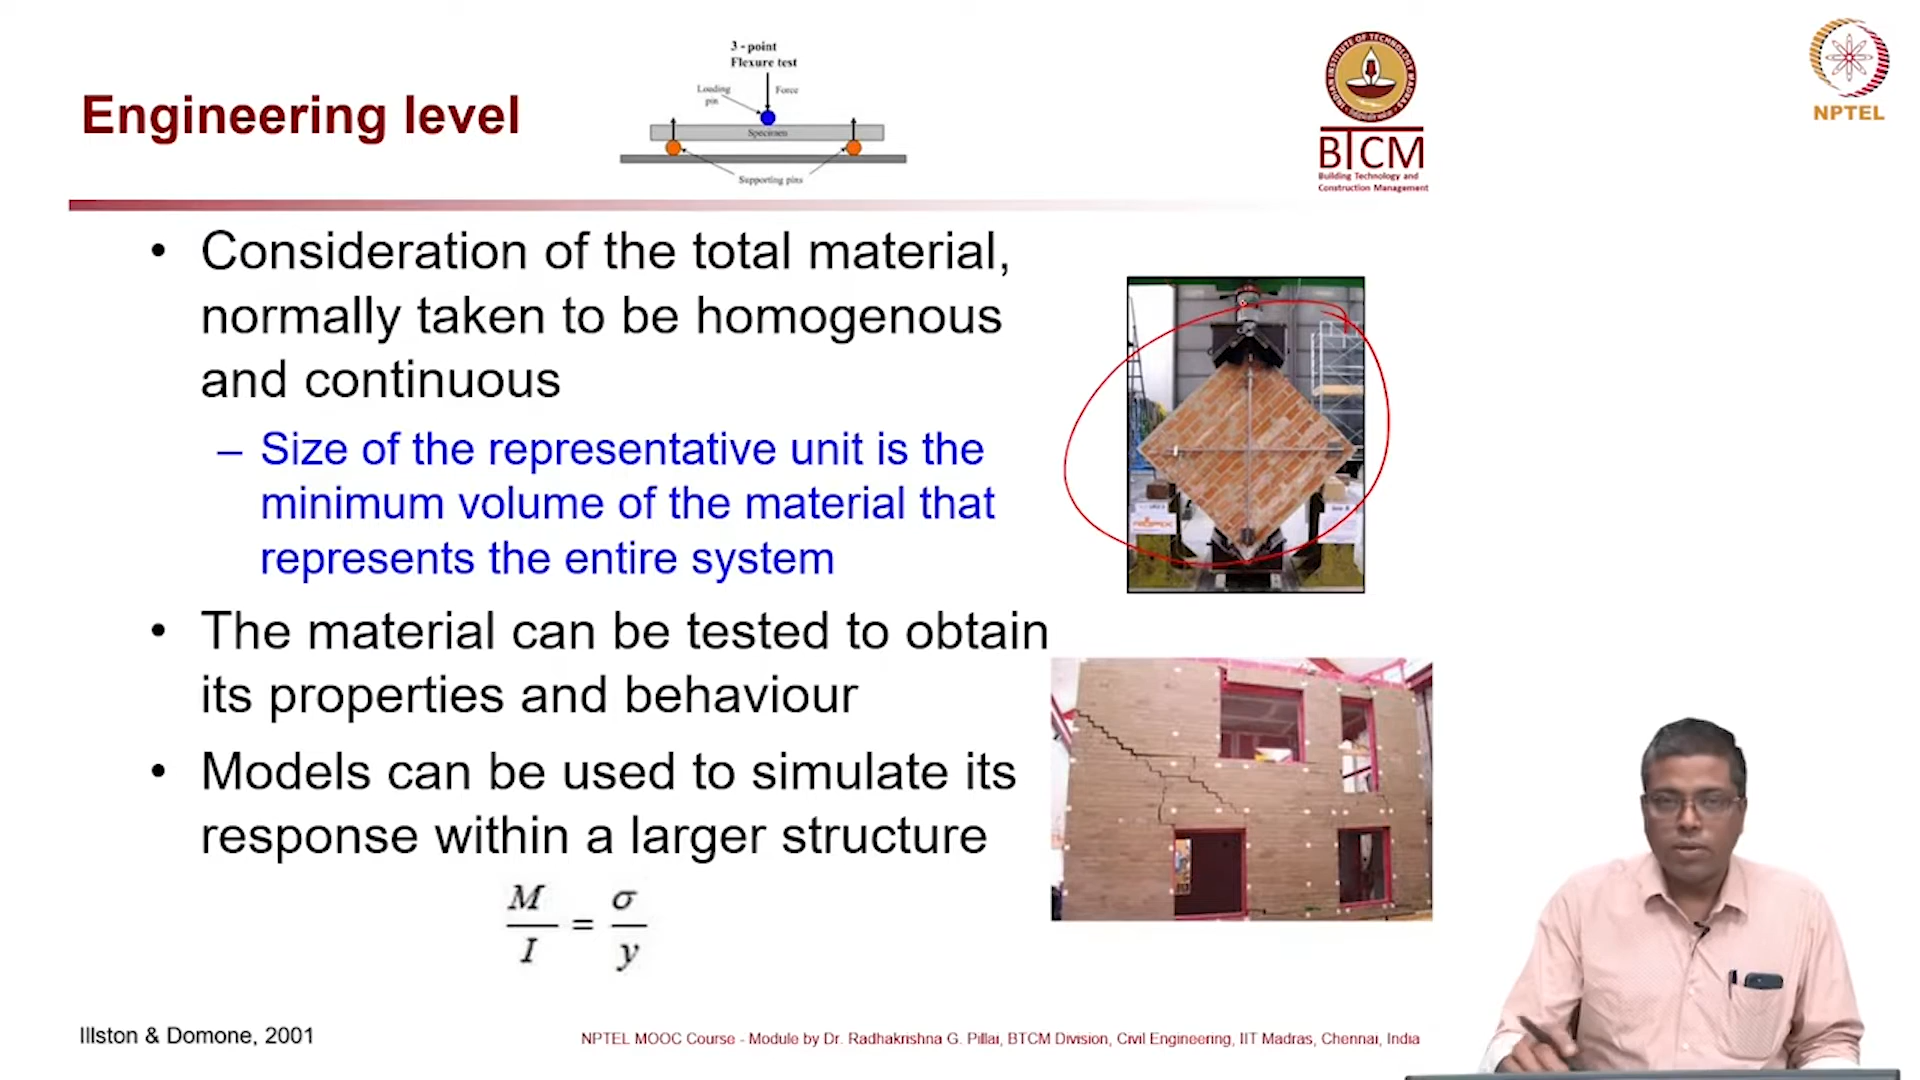 3 - point
Flexure test
Loading
pin
Force
Specimen
Supporting pins
Engineering level
BTCM
Building Technology and
Construction Management
NPTEL
• Consideration of the total material,
normally taken to be homogenous
and continuous
– Size of the representative unit is the
minimum volume of the material that
represents the entire system
• The material can be tested to obtain
its properties and behaviour
• Models can be used to simulate its
response within a larger structure
M/I = σ/y
Illston & Domone, 2001
NPTEL MOOC Course - Module by Dr. Radhakrishna G. Pillai, BTCM Division, Civil Engineering, IIT Madras, Chennai, India